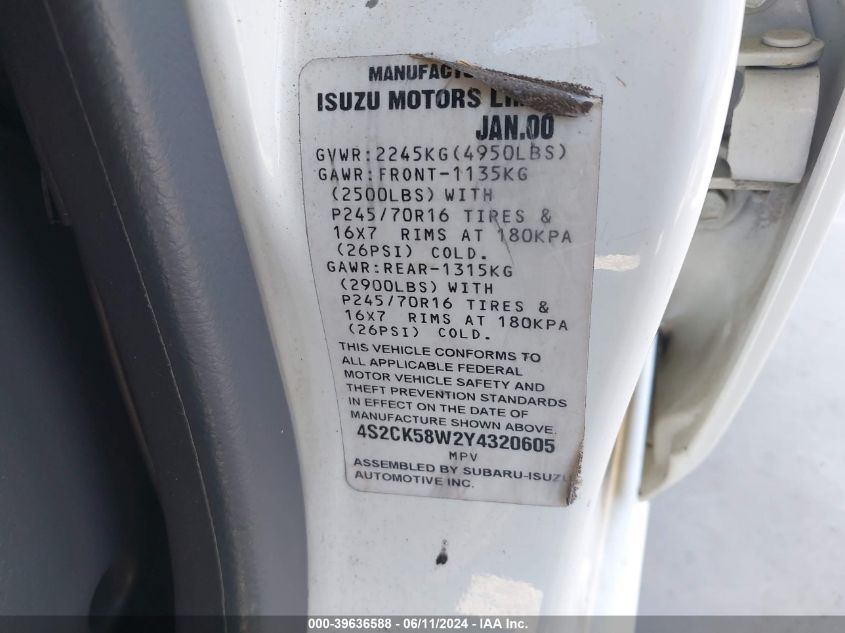 MANUFACTU
ISUZU MOTORS LIM
JAN.00
GVWR:2245KG(4950LBS)
GAWR:FRONT-1135KG
(2500LBS) WITH
P245/70R16 TIRES &
16X7 RIMS AT 180KPA
(26PSI) COLD.
GAWR:REAR-1315KG
(2900LBS) WITH
P245/70R16 TIRES &
16X7 RIMS AT 180KPA
(26PSI) COLD.
THIS VEHICLE CONFORMS TO
ALL APPLICABLE FEDERAL
MOTOR VEHICLE SAFETY AND
THEFT PREVENTION STANDARDS
IN EFFECT ON THE DATE OF
MANUFACTURE SHOWN ABOVE.
4S2CK58W2Y4320605
MPV
ASSEMBLED BY SUBARU-ISUZU
AUTOMOTIVE INC.
000-39636588 - 06/11/2024 - IAA Inc.